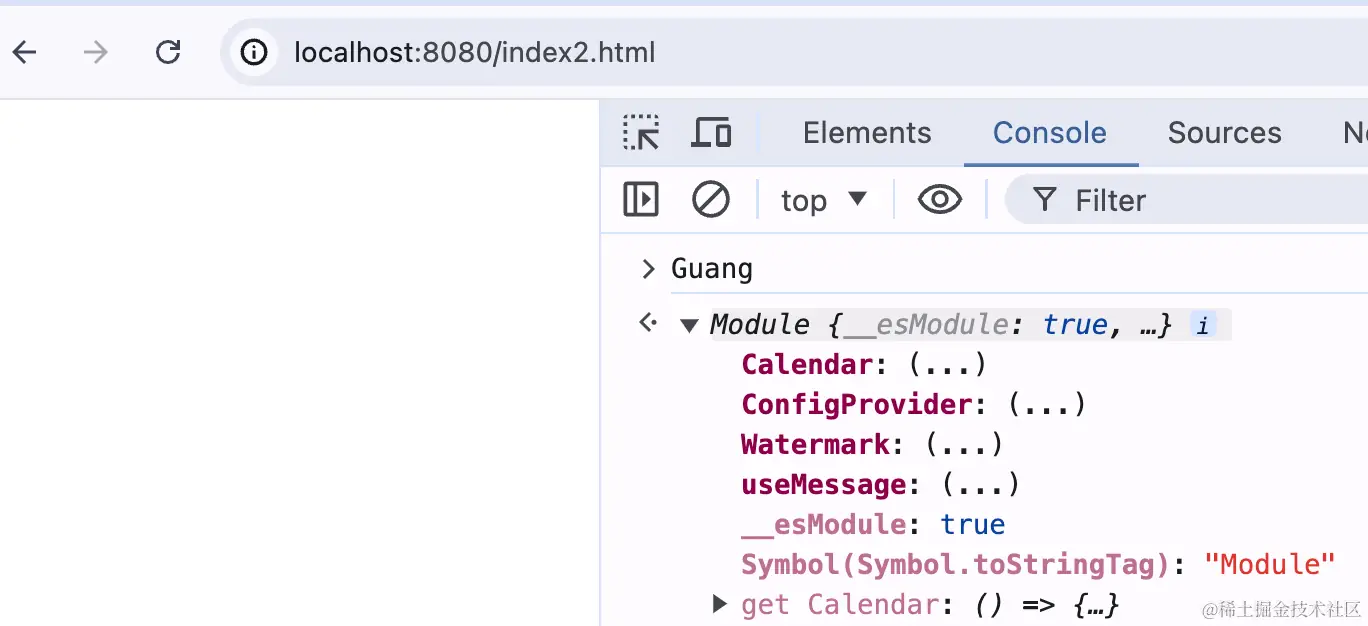 localhost:8080/index2.html
Elements Console Sources
top Filter
Guang
Module {__esModule: true, …} i
Calendar: (...)
ConfigProvider: (...)
Watermark: (...)
useMessage: (...)
__esModule: true
Symbol(Symbol.toStringTag): "Module"
get Calendar: () => {…}
@稀土掘金技术社区